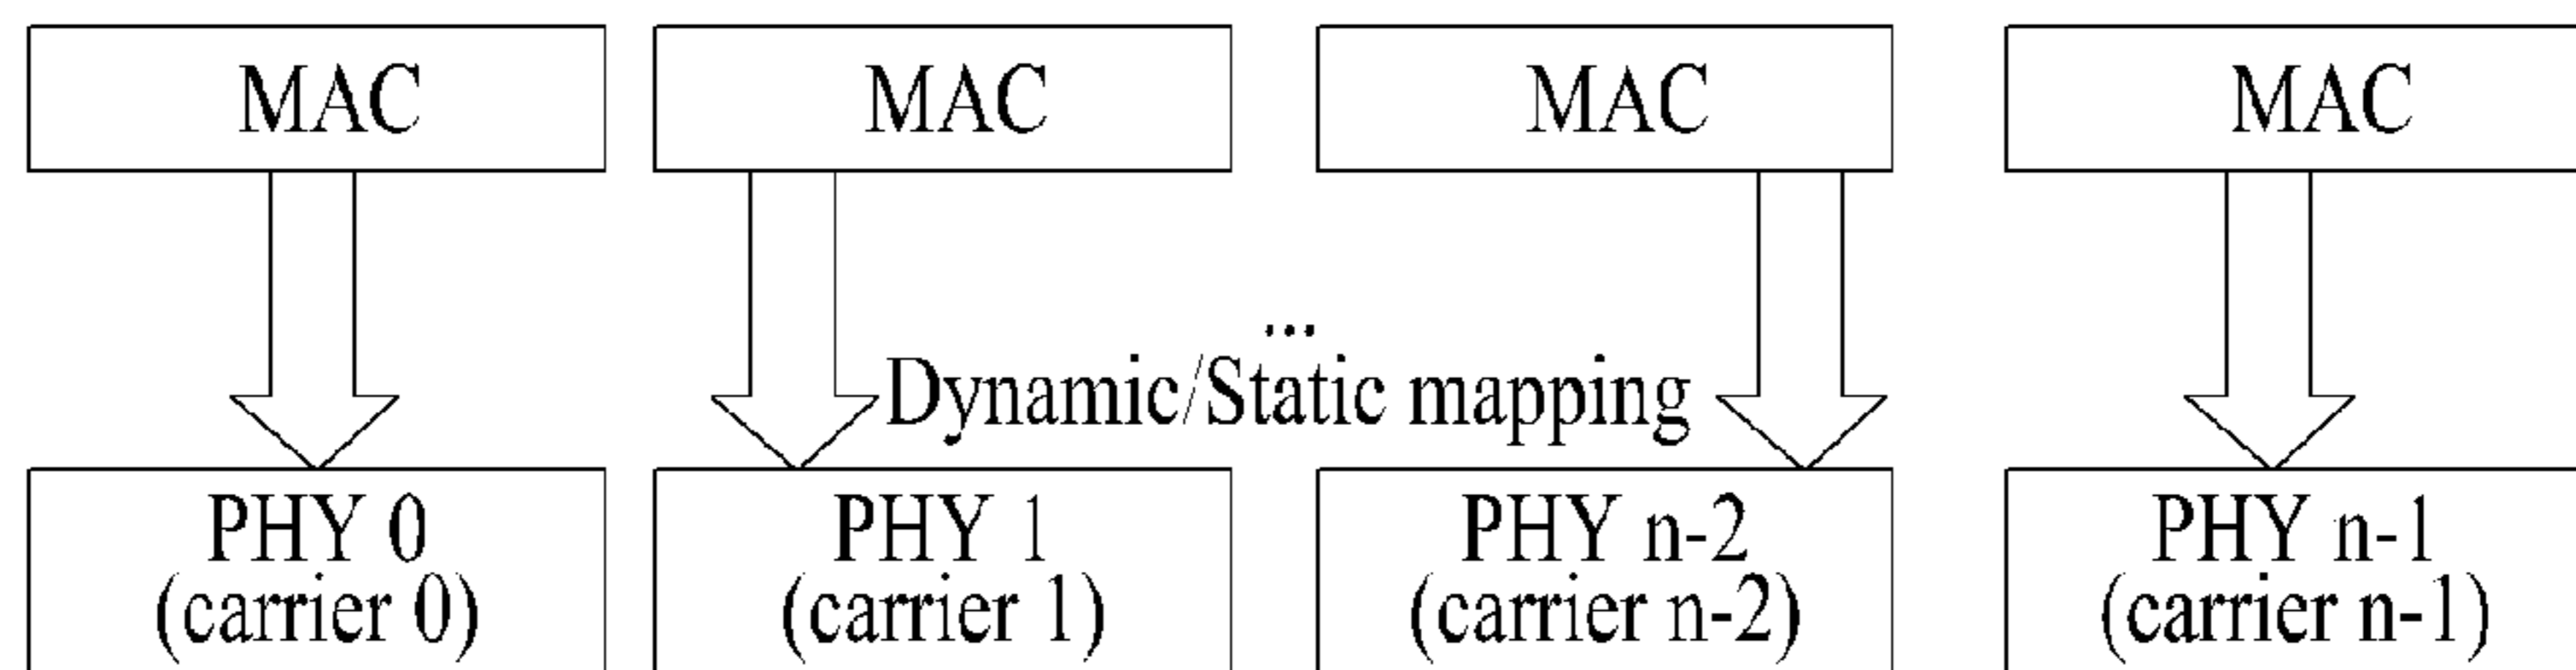 MAC MAC MAC MAC
...
Dynamic/Static mapping
PHY 0 PHY 1 PHY n-2 PHY n-1
(carrier 0) (carrier 1) (carrier n-2) (carrier n-1)